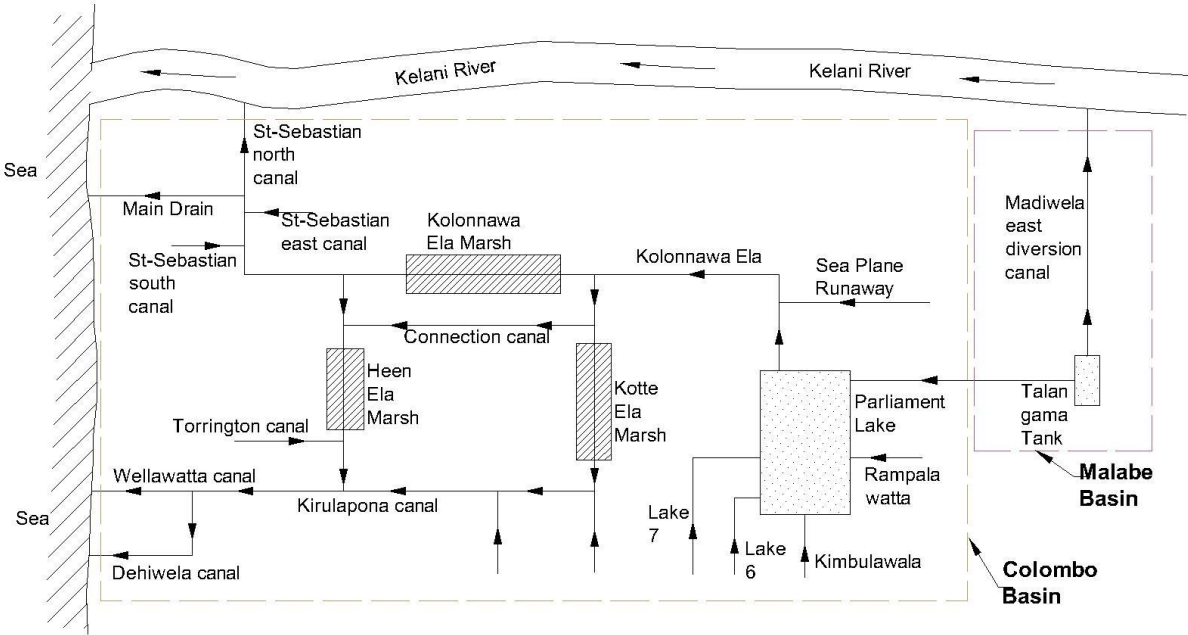 Kelani River
Kelani River
St-Sebastian
north
canal
Sea
Main Drain
St-Sebastian
east canal
Kolonnawa
Ela Marsh
Madiwela
east
diversion
canal
St-Sebastian
south
canal
Kolonnawa Ela
Sea Plane
Runaway
Connection canal
Heen
Ela
Marsh
Kotte
Ela
Marsh
Parliament
Lake
Talan
gama
Tank
Torrington canal
Rampala
watta
Malabe
Basin
Wellawatta canal
Kirulapona canal
Sea
Lake
7
Lake
6
Kimbulawala
Dehiwela canal
Colombo
Basin